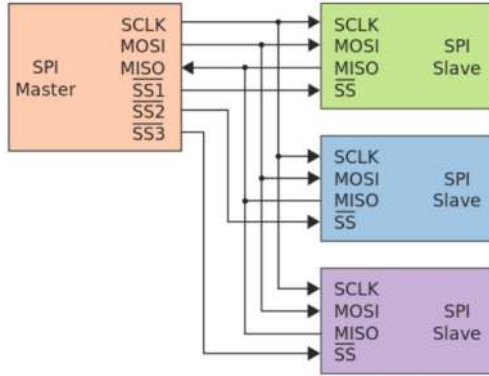 SCLK
MOSI
MISO
SS1
SS2
SS3
SPI
Master
SCLK
MOSI
MISO
SS
SPI
Slave
SCLK
MOSI
MISO
SS
SPI
Slave
SCLK
MOSI
MISO
SS
SPI
Slave